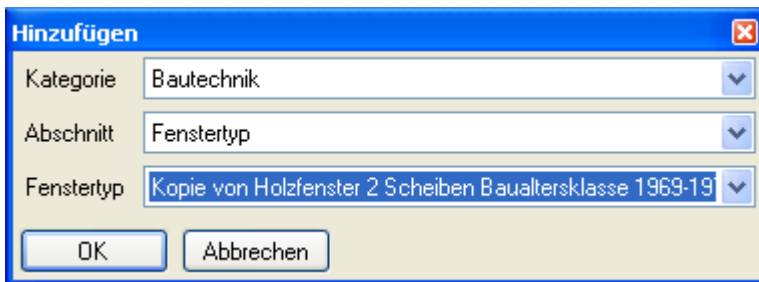 Hinzufügen
Kategorie Bautechnik
Abschnitt Fenstertyp
Fenstertyp Kopie von Holzfenster 2 Scheiben Baualtersklasse 1969-19
OK Abbrechen